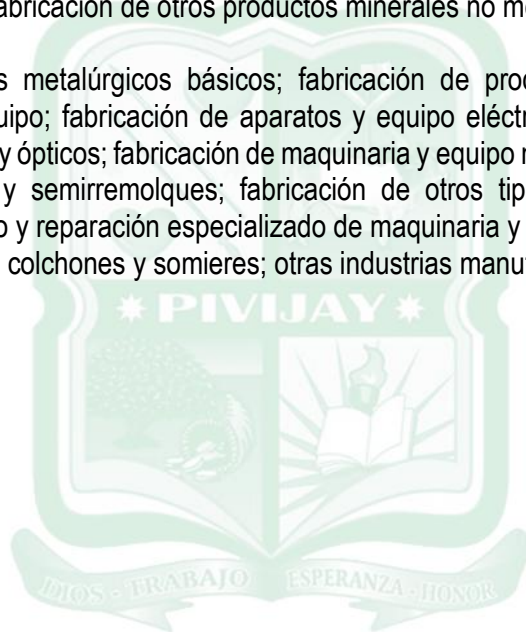 abricación de otros productos minerales no me
s metalúrgicos básicos; fabricación de prod
uipo; fabricación de aparatos y equipo eléctr
y ópticos; fabricación de maquinaria y equipo
y semirremolques; fabricación de otros tip
o y reparación especializado de maquinaria y
colchones y somieres; otras industrias manuf
PIVIJAY
DIOS - TRABAJO ESPERANZA - HONOR